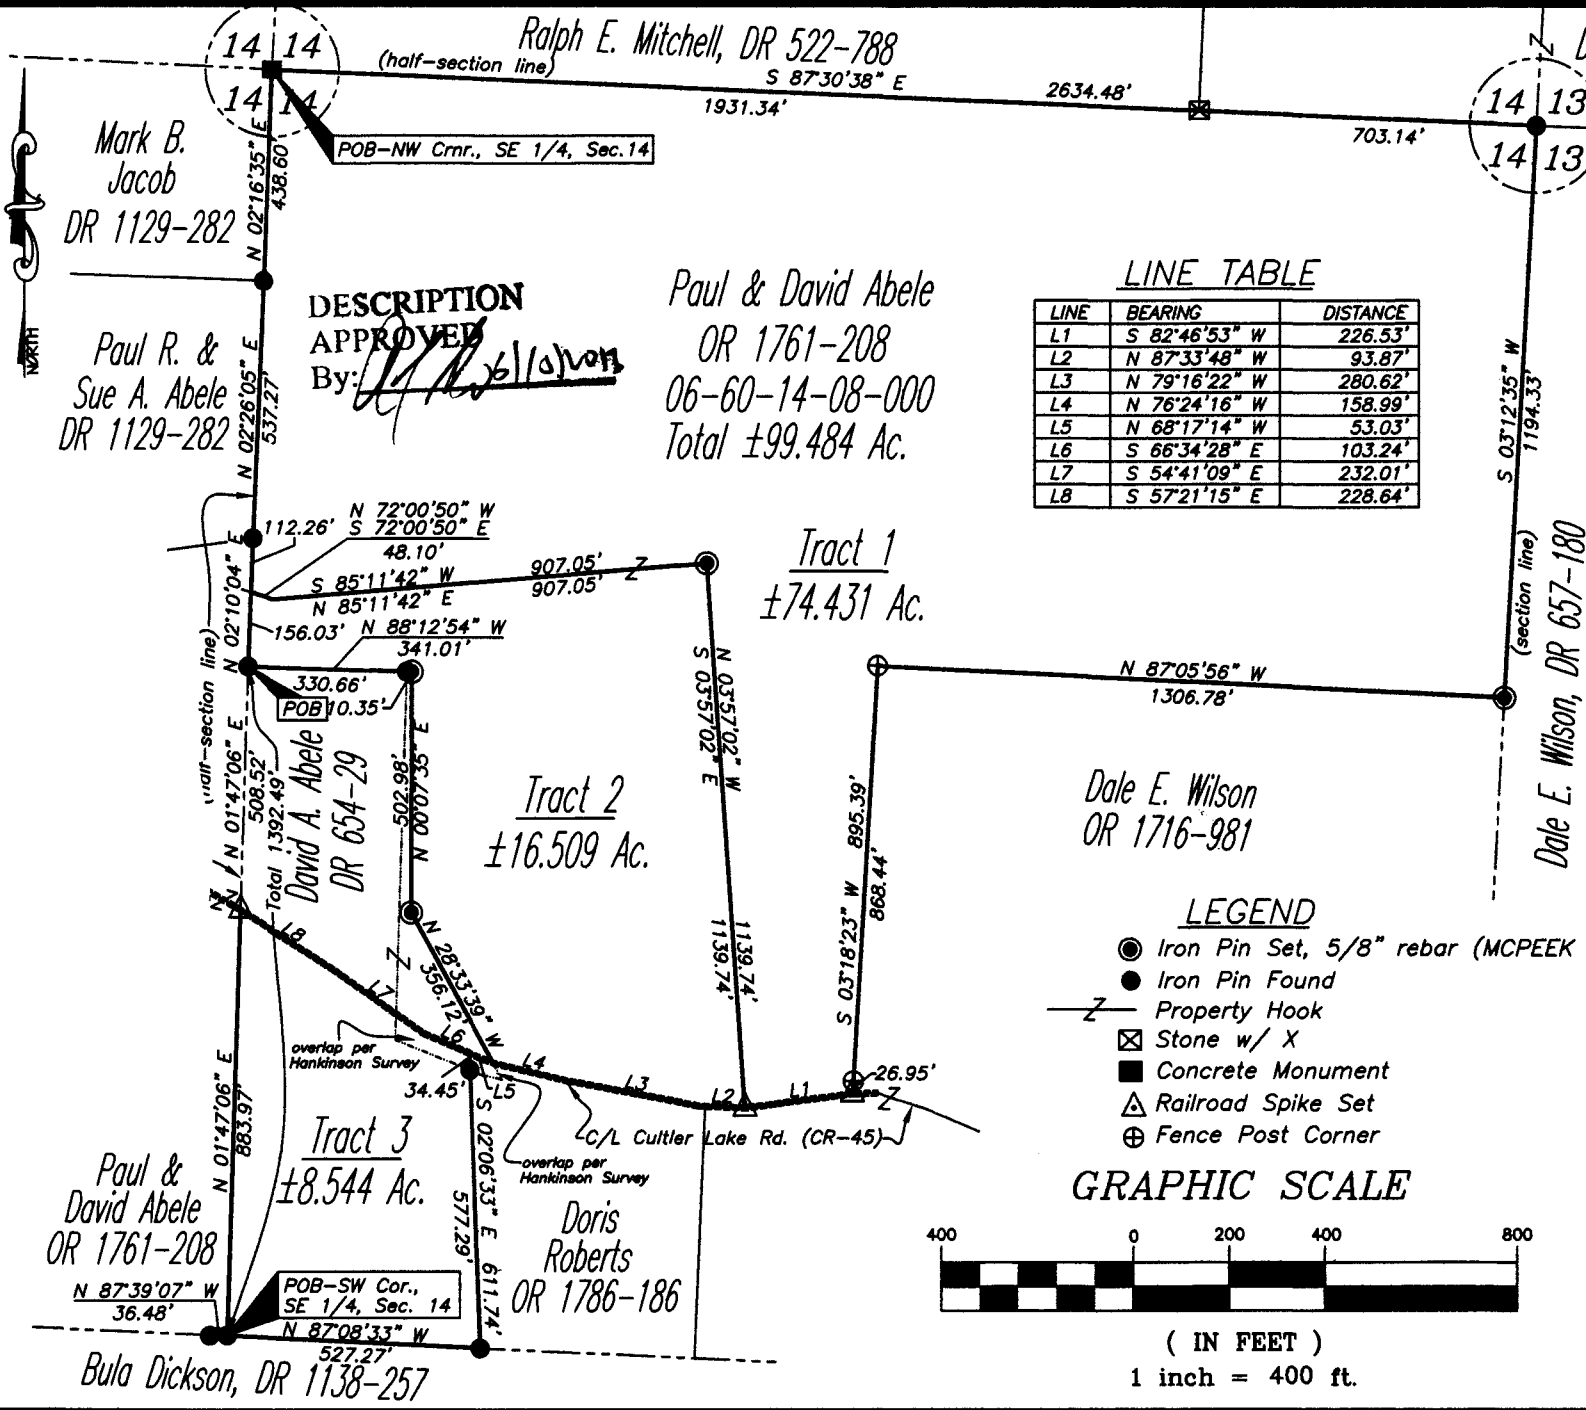 Ralph E. Mitchell, DR 522-788
(half-section line)
S 87°30'38" E
1931.34'
2634.48'
703.14'
14 14
14 14
14 13
14 13
POB-NW Crnr., SE 1/4, Sec.14
Mark B.
Jacob
DR 1129-282
N 02°16'35" E
438.60'
NORTH
Paul R. &
Sue A. Abele
DR 1129-282
N 02°26'05" E
537.27'
DESCRIPTION
APPROVED
By:
Paul & David Abele
OR 1761-208
06-60-14-08-000
Total ±99.484 Ac.
LINE TABLE
LINE BEARING DISTANCE
L1 S 82°46'53" W 226.53'
L2 N 87°33'48" W 93.87'
L3 N 79°16'22" W 280.62'
L4 N 76°24'16" W 158.99'
L5 N 68°17'14" W 53.03'
L6 S 66°34'28" E 103.24'
L7 S 54°41'09" E 232.01'
L8 S 57°21'15" E 228.64'
S 03°12'35" W
1194.33'
(section line)
Dale E. Wilson, DR 657-180
N 72°00'50" W
S 72°00'50" E
48.10'
112.26'
S 85°11'42" W
907.05'
Z
N 85°11'42" E
907.05'
Tract 1
±74.431 Ac.
N 02°10'04" E
156.03'
N 88°12'54" W
341.01'
330.66'
POB
10.35'
half-section line)
N 01°47'06" E
508.52'
Total 1392.49'
David A. Abele
DR 654-29
502.98'
N 00°07'35" E
N 03°57'02" W
S 03°57'02" E
1139.74'
1139.74'
N 87°05'56" W
1306.78'
Tract 2
±16.509 Ac.
Dale E. Wilson
OR 1716-981
S 03°18'23" W
895.39'
868.44'
26.95'
N 28°33'39" W
356.12'
L8
L7
L6
L5
L4
L3
L2
L1
Z
Z
overlap per
Hankinson Survey
34.45'
C/L Cultler Lake Rd. (CR-45)
overlap per
Hankinson Survey
LEGEND
Iron Pin Set, 5/8" rebar (MCPEEK
Iron Pin Found
Z Property Hook
Stone w/ X
Concrete Monument
Railroad Spike Set
Fence Post Corner
Tract 3
±8.544 Ac.
N 01°47'06" E
883.97'
S 02°06'33" E
577.29'
611.74'
Paul &
David Abele
OR 1761-208
Doris
Roberts
OR 1786-186
N 87°39'07" W
36.48'
POB-SW Cor.,
SE 1/4, Sec. 14
N 87°08'33" W
527.27'
Bula Dickson, DR 1138-257
GRAPHIC SCALE
400 0 200 400 800
( IN FEET )
1 inch = 400 ft.